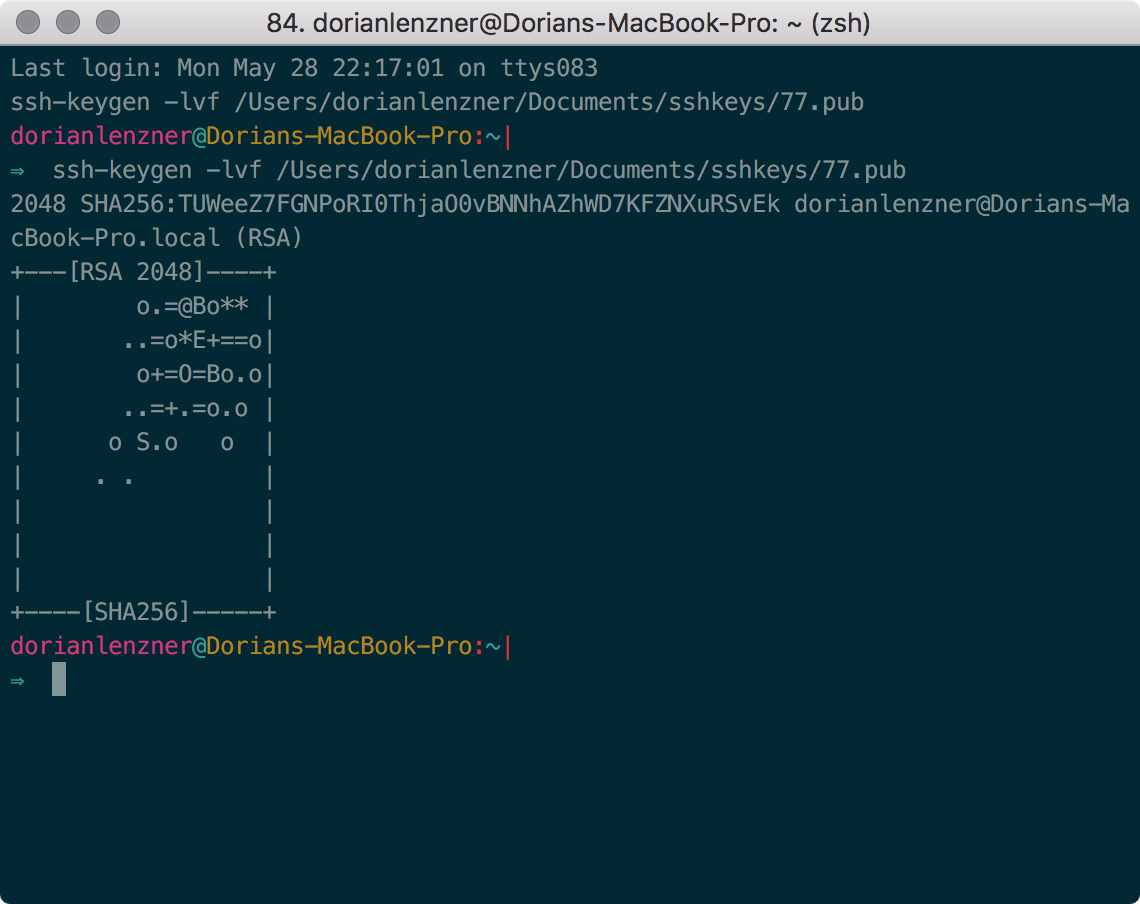 84. dorianlenzner@Dorians-MacBook-Pro: ~ (zsh)
Last login: Mon May 28 22:17:01 on ttys083
ssh-keygen -lvf /Users/dorianlenzner/Documents/sshkeys/77.pub
dorianlenzner@Dorians-MacBook-Pro:~|
⇒  ssh-keygen -lvf /Users/dorianlenzner/Documents/sshkeys/77.pub
2048 SHA256:TUWeeZ7FGNPoRI0ThjaO0vBNNhAZhWD7KFZNXuRSvEk dorianlenzner@Dorians-Ma
cBook-Pro.local (RSA)
+---[RSA 2048]----+
|        o.=@Bo** |
|       ..=o*E+==o|
|        o+=O=Bo.o|
|       ..=+.=o.o |
|      o S.o   o  |
|     . .         |
|                 |
|                 |
|                 |
+----[SHA256]-----+
dorianlenzner@Dorians-MacBook-Pro:~|
⇒